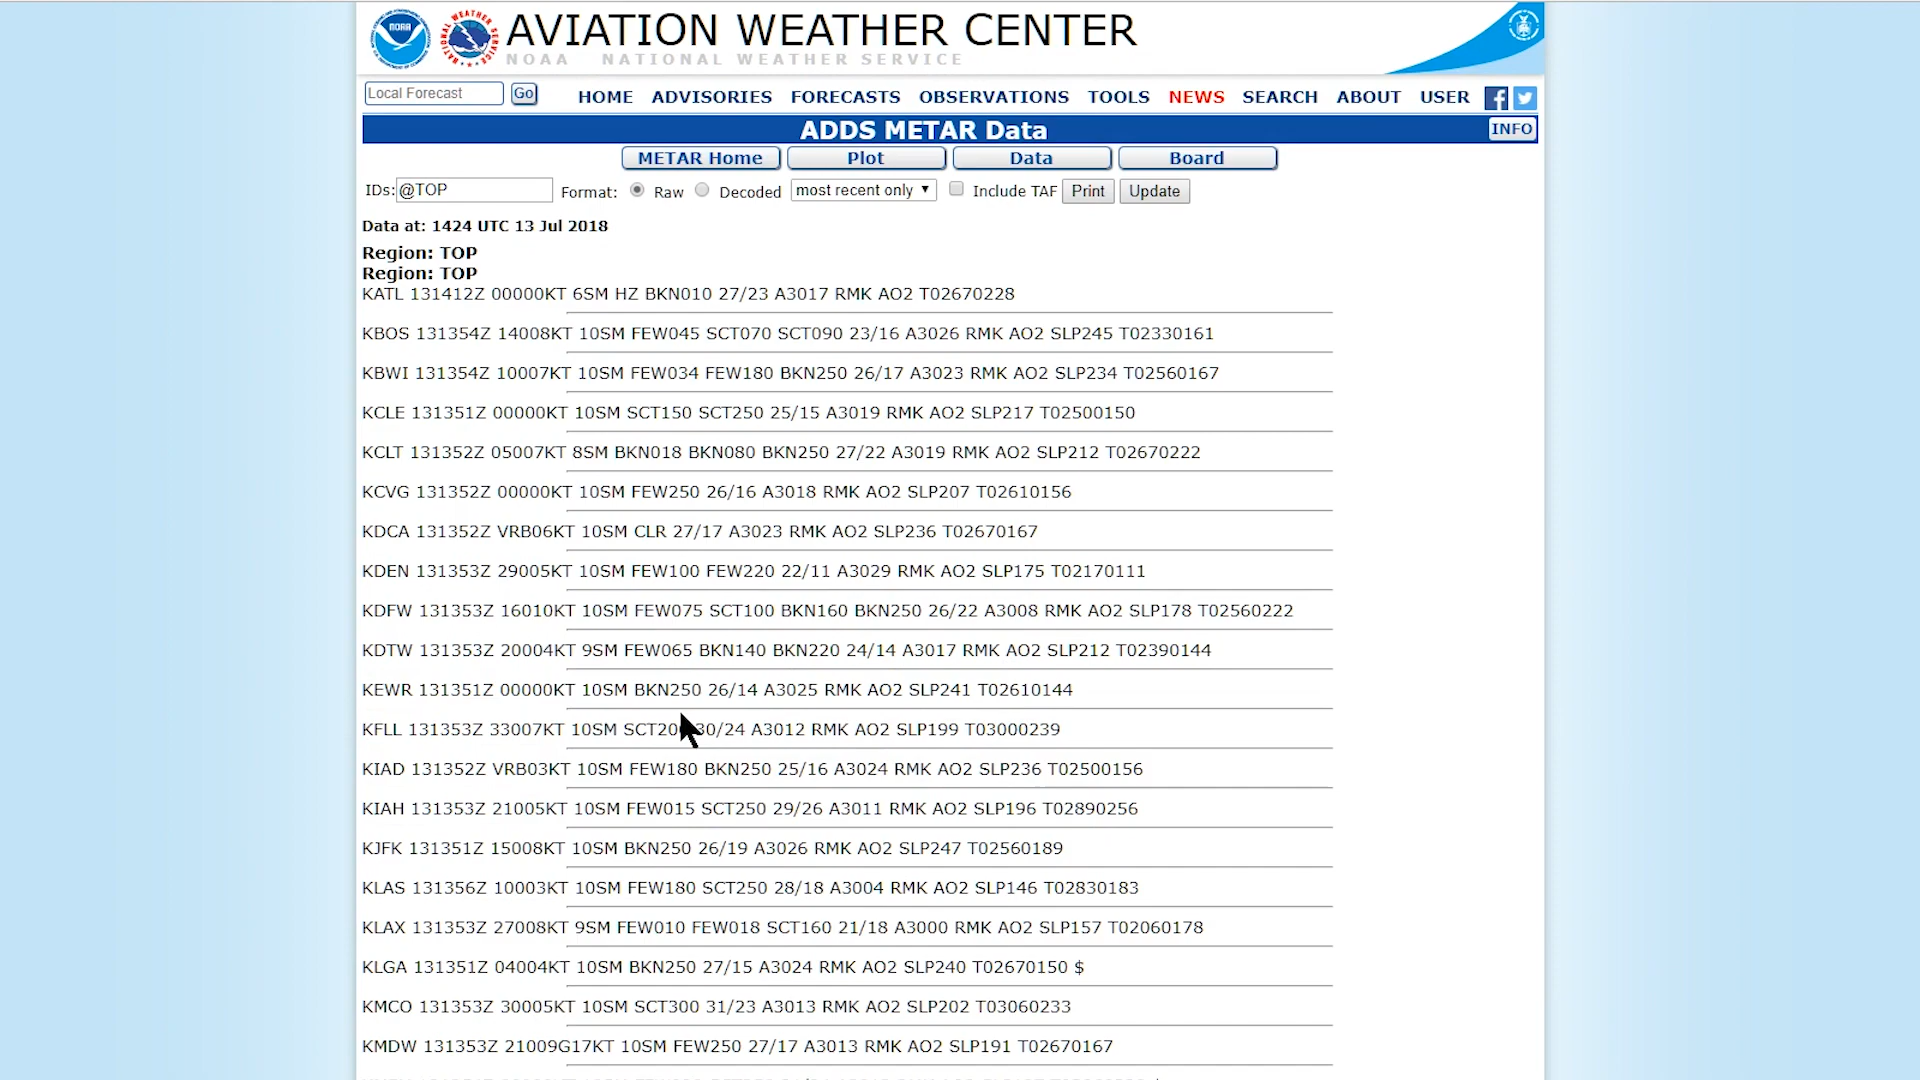 AVIATION WEATHER CENTER
NOAA NATIONAL WEATHER SERVICE
Local Forecast Go HOME ADVISORIES FORECASTS OBSERVATIONS TOOLS NEWS SEARCH ABOUT USER
ADDS METAR Data INFO
METAR Home Plot Data Board
IDs: @TOP Format: Raw Decoded most recent only Include TAF Print Update
Data at: 1424 UTC 13 Jul 2018
Region: TOP
Region: TOP
KATL 131412Z 00000KT 6SM HZ BKN010 27/23 A3017 RMK AO2 T02670228
KBOS 131354Z 14008KT 10SM FEW045 SCT070 SCT090 23/16 A3026 RMK AO2 SLP245 T02330161
KBWI 131354Z 10007KT 10SM FEW034 FEW180 BKN250 26/17 A3023 RMK AO2 SLP234 T02560167
KCLE 131351Z 00000KT 10SM SCT150 SCT250 25/15 A3019 RMK AO2 SLP217 T02500150
KCLT 131352Z 05007KT 8SM BKN018 BKN080 BKN250 27/22 A3019 RMK AO2 SLP212 T02670222
KCVG 131352Z 00000KT 10SM FEW250 26/16 A3018 RMK AO2 SLP207 T02610156
KDCA 131352Z VRB06KT 10SM CLR 27/17 A3023 RMK AO2 SLP236 T02670167
KDEN 131353Z 29005KT 10SM FEW100 FEW220 22/11 A3029 RMK AO2 SLP175 T02170111
KDFW 131353Z 16010KT 10SM FEW075 SCT100 BKN160 BKN250 26/22 A3008 RMK AO2 SLP178 T02560222
KDTW 131353Z 20004KT 9SM FEW065 BKN140 BKN220 24/14 A3017 RMK AO2 SLP212 T02390144
KEWR 131351Z 00000KT 10SM BKN250 26/14 A3025 RMK AO2 SLP241 T02610144
KFLL 131353Z 33007KT 10SM 30/24 A3012 RMK AO2 SLP199 T03000239
KIAD 131352Z VRB03KT 10SM FEW180 BKN250 25/16 A3024 RMK AO2 SLP236 T02500156
KIAH 131353Z 21005KT 10SM FEW015 SCT250 29/26 A3011 RMK AO2 SLP196 T02890256
KJFK 131351Z 15008KT 10SM BKN250 26/19 A3026 RMK AO2 SLP247 T02560189
KLAS 131356Z 10003KT 10SM FEW180 SCT250 28/18 A3004 RMK AO2 SLP146 T02830183
KLAX 131353Z 27008KT 9SM FEW010 FEW018 SCT160 21/18 A3000 RMK AO2 SLP157 T02060178
KLGA 131351Z 04004KT 10SM BKN250 27/15 A3024 RMK AO2 SLP240 T02670150 $
KMCO 131353Z 30005KT 10SM SCT300 31/23 A3013 RMK AO2 SLP202 T03060233
KMDW 131353Z 21009G17KT 10SM FEW250 27/17 A3013 RMK AO2 SLP191 T02670167